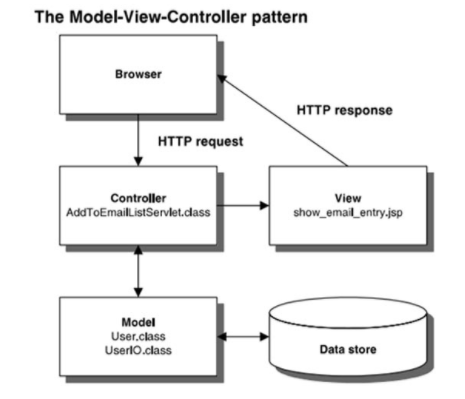 The Model-View-Controller pattern
Browser
HTTP response
HTTP request
Controller
AddToEmailListServlet.class
View
show_email_entry.jsp
Model
User.class
UserIO.class
Data store